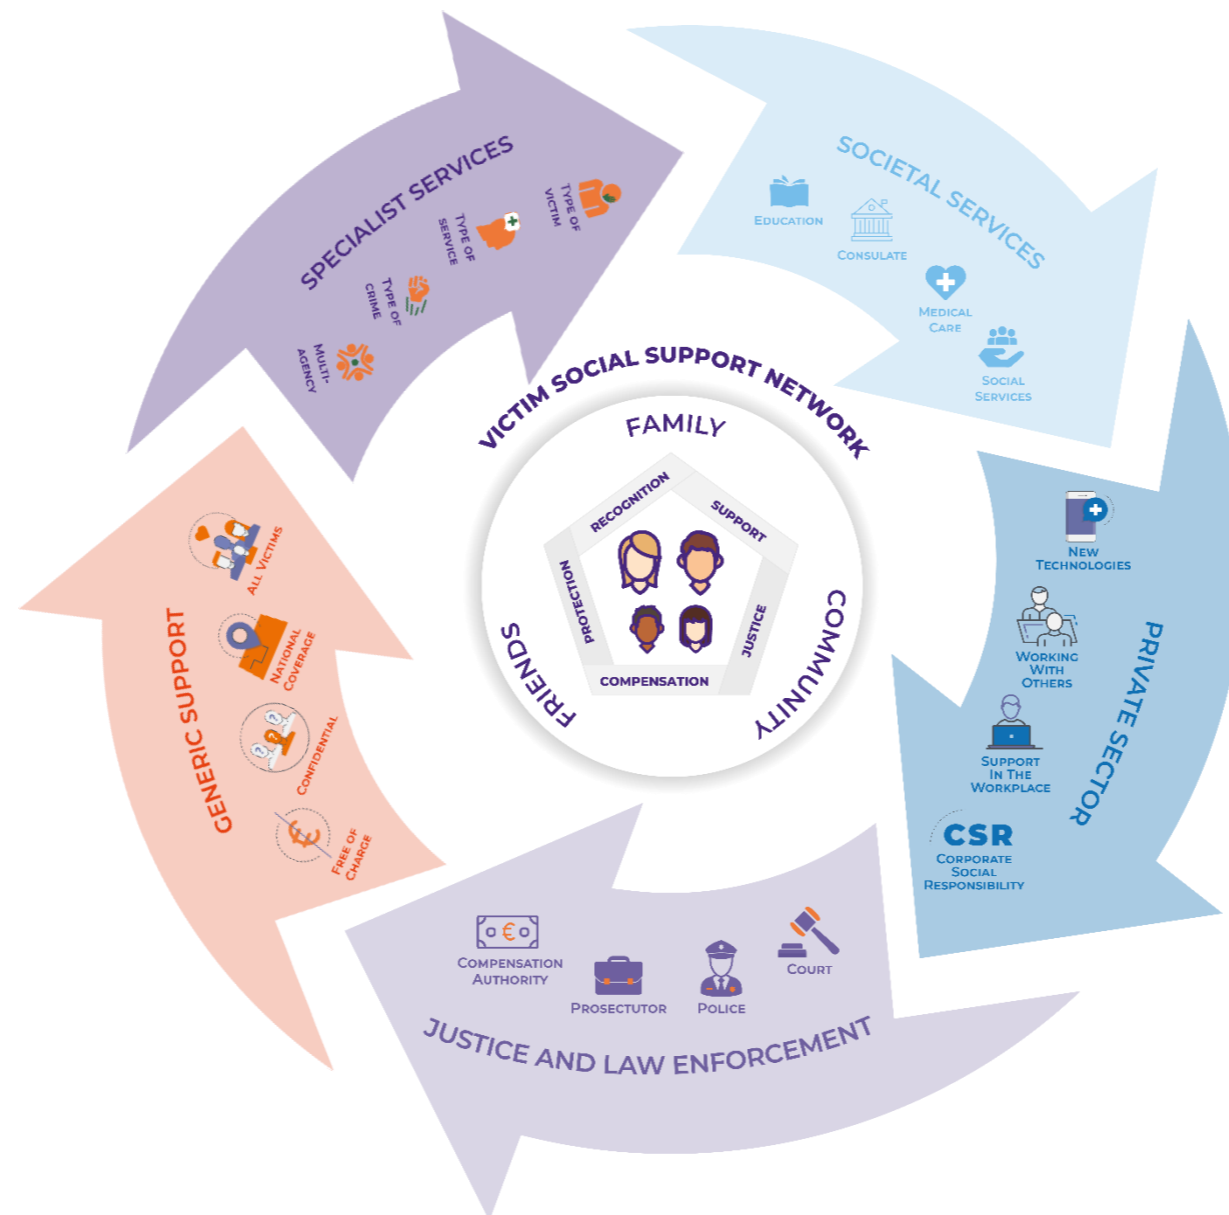 SPECIALIST SERVICES
TYPE OF
VICTIM
TYPE OF
SERVICE
TYPE OF
CRIME
MULTI-
AGENCY
SOCIETAL SERVICES
EDUCATION
CONSULATE
MEDICAL
CARE
SOCIAL
SERVICES
PRIVATE SECTOR
NEW
TECHNOLOGIES
WORKING
WITH
OTHERS
SUPPORT
IN THE
WORKPLACE
CSR
CORPORATE
SOCIAL
RESPONSIBILITY
JUSTICE AND LAW ENFORCEMENT
COURT
POLICE
PROSECTUTOR
€
COMPENSATION
AUTHORITY
GENERIC SUPPORT
ALL VICTIMS
NATIONAL
COVERAGE
? ? ?
CONFIDENTIAL
€
FREE OF
CHARGE
VICTIM SOCIAL SUPPORT NETWORK
FAMILY
COMMUNITY
FRIENDS
RECOGNITION
SUPPORT
JUSTICE
COMPENSATION
PROTECTION